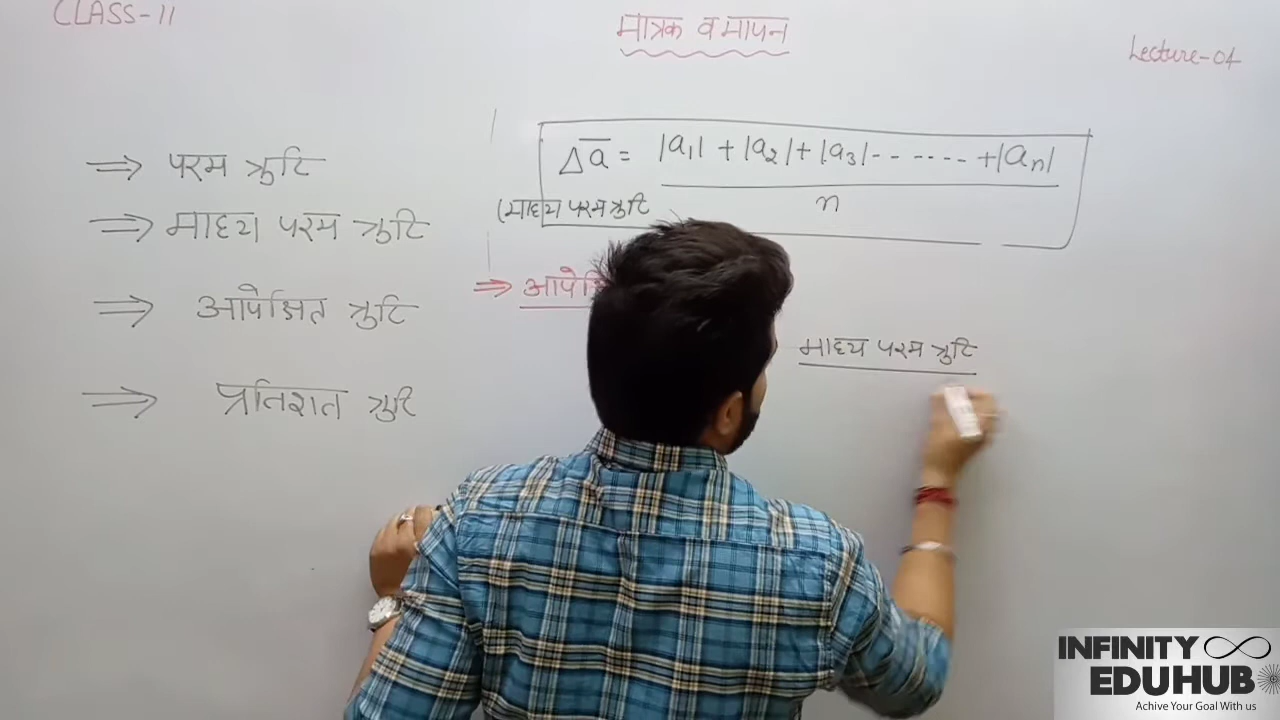 CLASS-11
मात्रक व मापन
Lecture-04
⇒ परम त्रुटि
⇒ माध्य परम त्रुटि
⇒ आपेक्षित त्रुटि
⇒ प्रतिशत त्रुटि
Δa̅ = |a₁| + |a₂| + |a₃| ------- + |aₙ|
n
(माध्य परम त्रुटि
⇒
माध्य परम त्रुटि
INFINITY
EDUHUB
Achive Your Goal With us